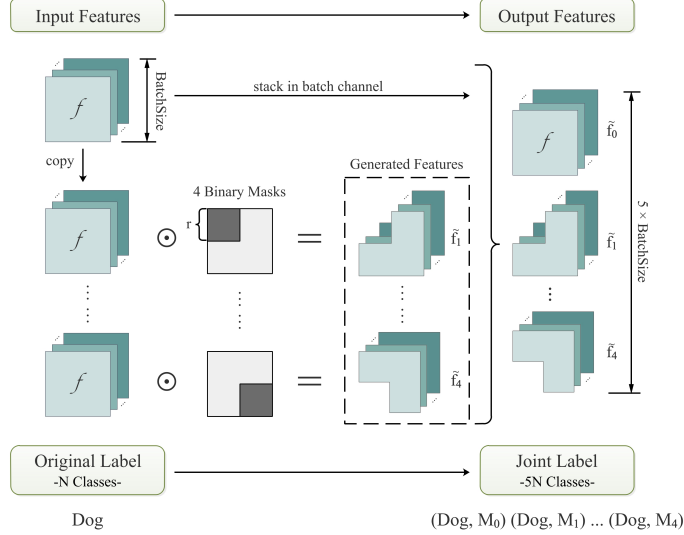 Input Features
Output Features
f
BatchSize
stack in batch channel
copy
f
f̃₀
4 Binary Masks
Generated Features
f
r
f̃₁
f̃₁
5 × BatchSize
f
f̃₄
f̃₄
Original Label
-N Classes-
Joint Label
-5N Classes-
Dog
(Dog, M₀) (Dog, M₁) ... (Dog, M₄)